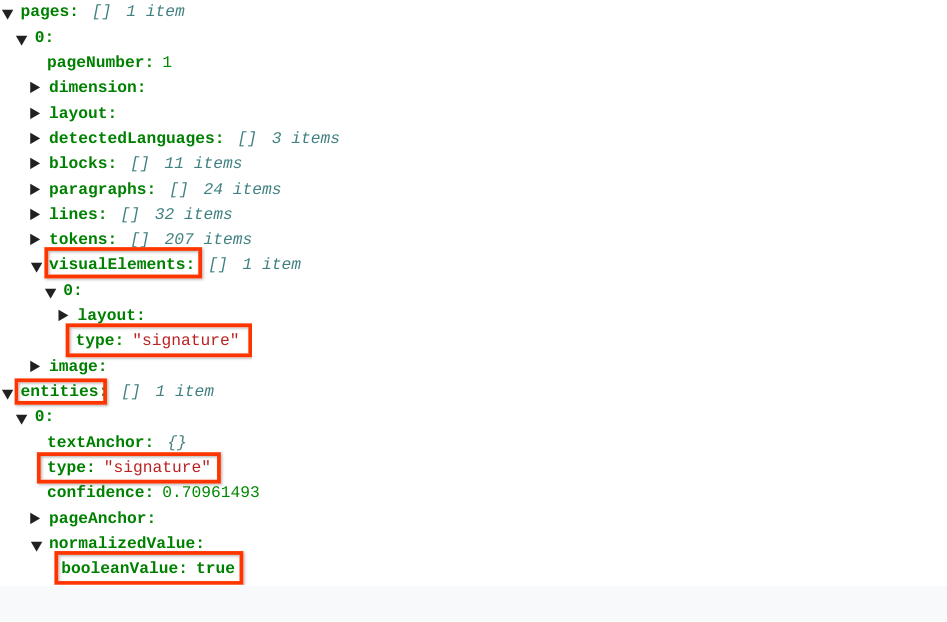 pages: [] 1 item
0:
pageNumber: 1
dimension:
layout:
detectedLanguages: [] 3 items
blocks: [] 11 items
paragraphs: [] 24 items
lines: [] 32 items
tokens: [] 207 items
visualElements: [] 1 item
0:
layout:
type: "signature"
image:
entities: [] 1 item
0:
textAnchor: {}
type: "signature"
confidence: 0.70961493
pageAnchor:
normalizedValue:
booleanValue: true